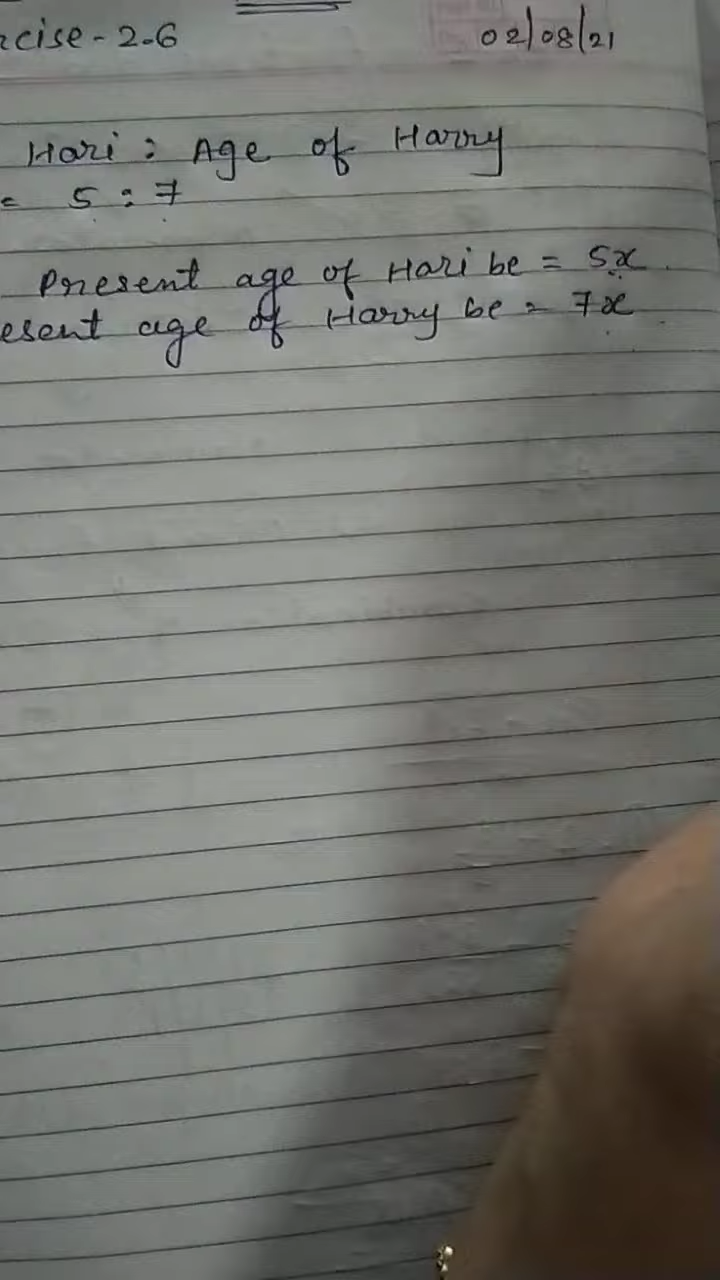 rcise - 2.6
02/08/21
Hari : Age of Harry
= 5 : 7
Present age of Hari be = 5x
esent age of Harry be = 7x